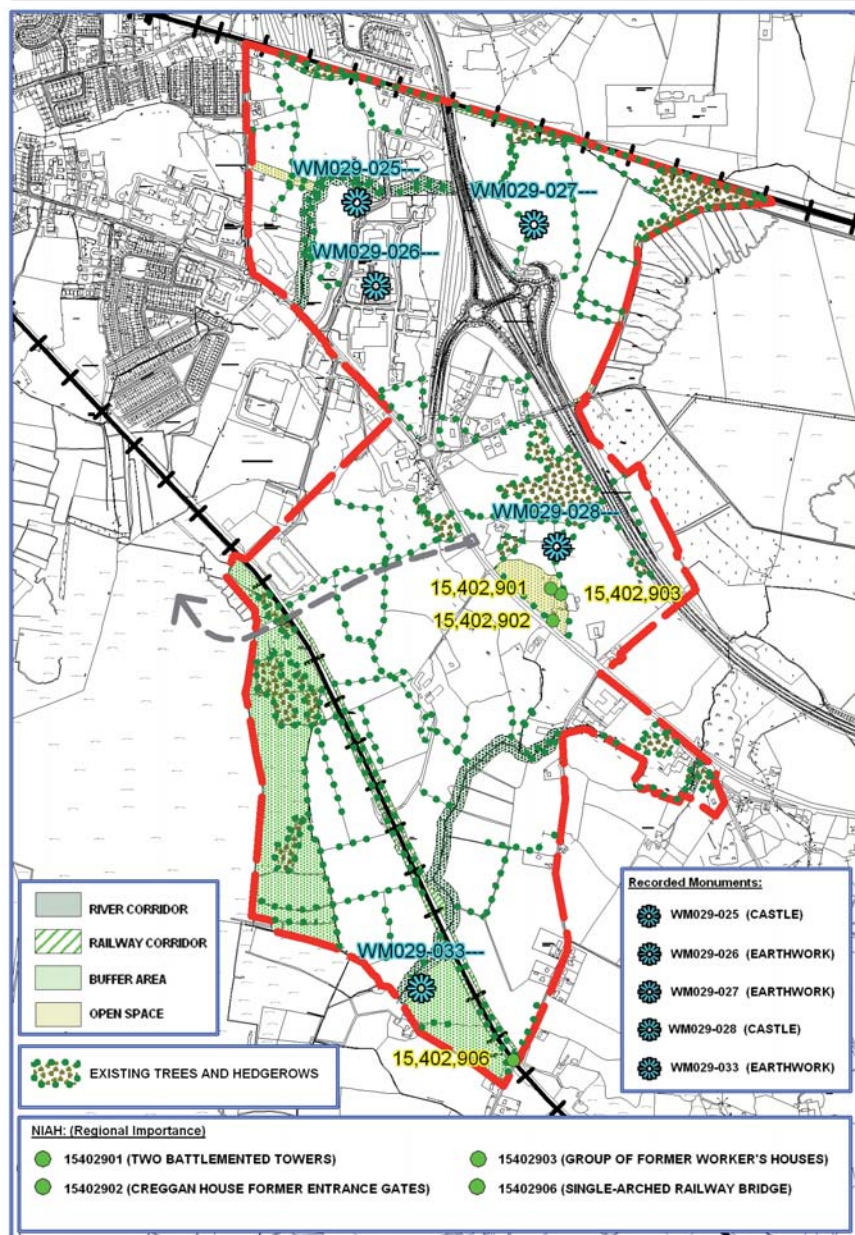 WM029-025---
WM029-027---
WM029-026---
WM029-028---
15,402,901
15,402,903
15,402,902
WM029-033---
15,402,906
RIVER CORRIDOR
RAILWAY CORRIDOR
BUFFER AREA
OPEN SPACE
EXISTING TREES AND HEDGEROWS
Recorded Monuments:
WM029-025 (CASTLE)
WM029-026 (EARTHWORK)
WM029-027 (EARTHWORK)
WM029-028 (CASTLE)
WM029-033 (EARTHWORK)
NIAH: (Regional Importance)
15402901 (TWO BATTLEMENTED TOWERS)
15402903 (GROUP OF FORMER WORKER'S HOUSES)
15402902 (CREGGAN HOUSE FORMER ENTRANCE GATES)
15402906 (SINGLE-ARCHED RAILWAY BRIDGE)